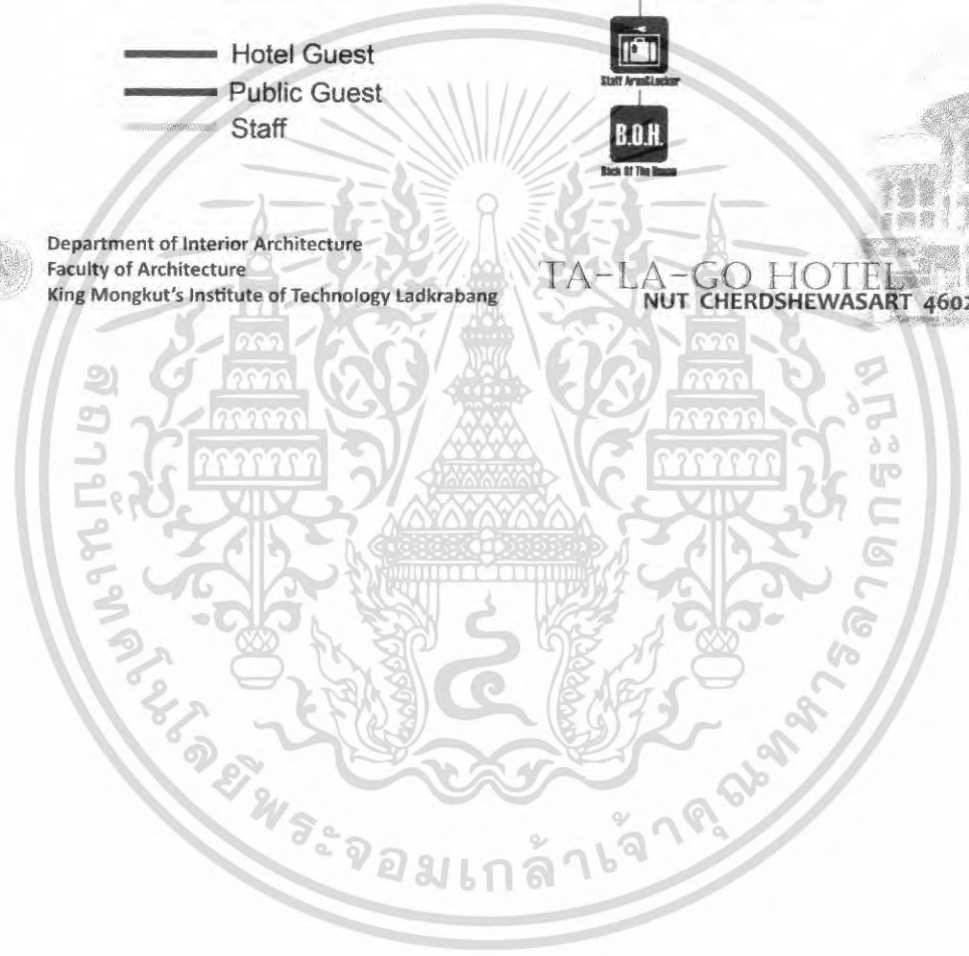 Hotel Guest
Public Guest
Staff
Staff Area&Locker
B.O.H.
Back Of The House
Department of Interior Architecture
Faculty of Architecture
King Mongkut's Institute of Technology Ladkrabang
TA-LA-GO HOTEL
NUT CHERDSHEWASART 4602
สถาบันเทคโนโลยีพระจอมเกล้าเจ้าคุณทหารลาดกระบัง